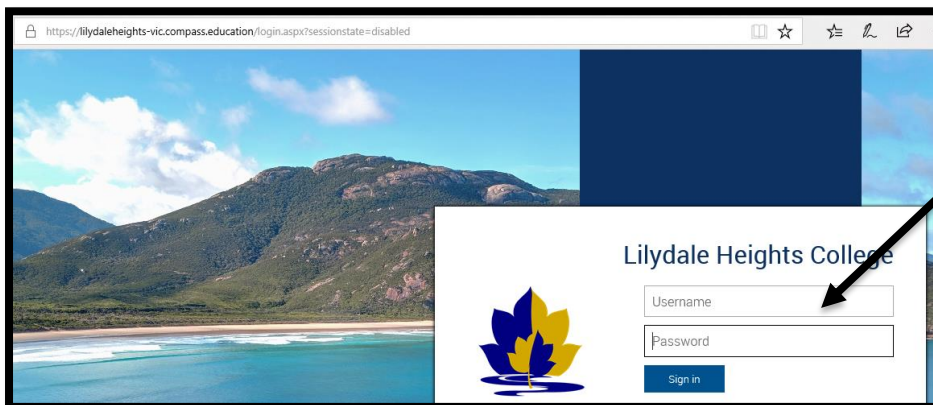 https://lilydaleheights-vic.compass.education/login.aspx?sessionstate=disabled
Lilydale Heights College
Username
Password
Sign in